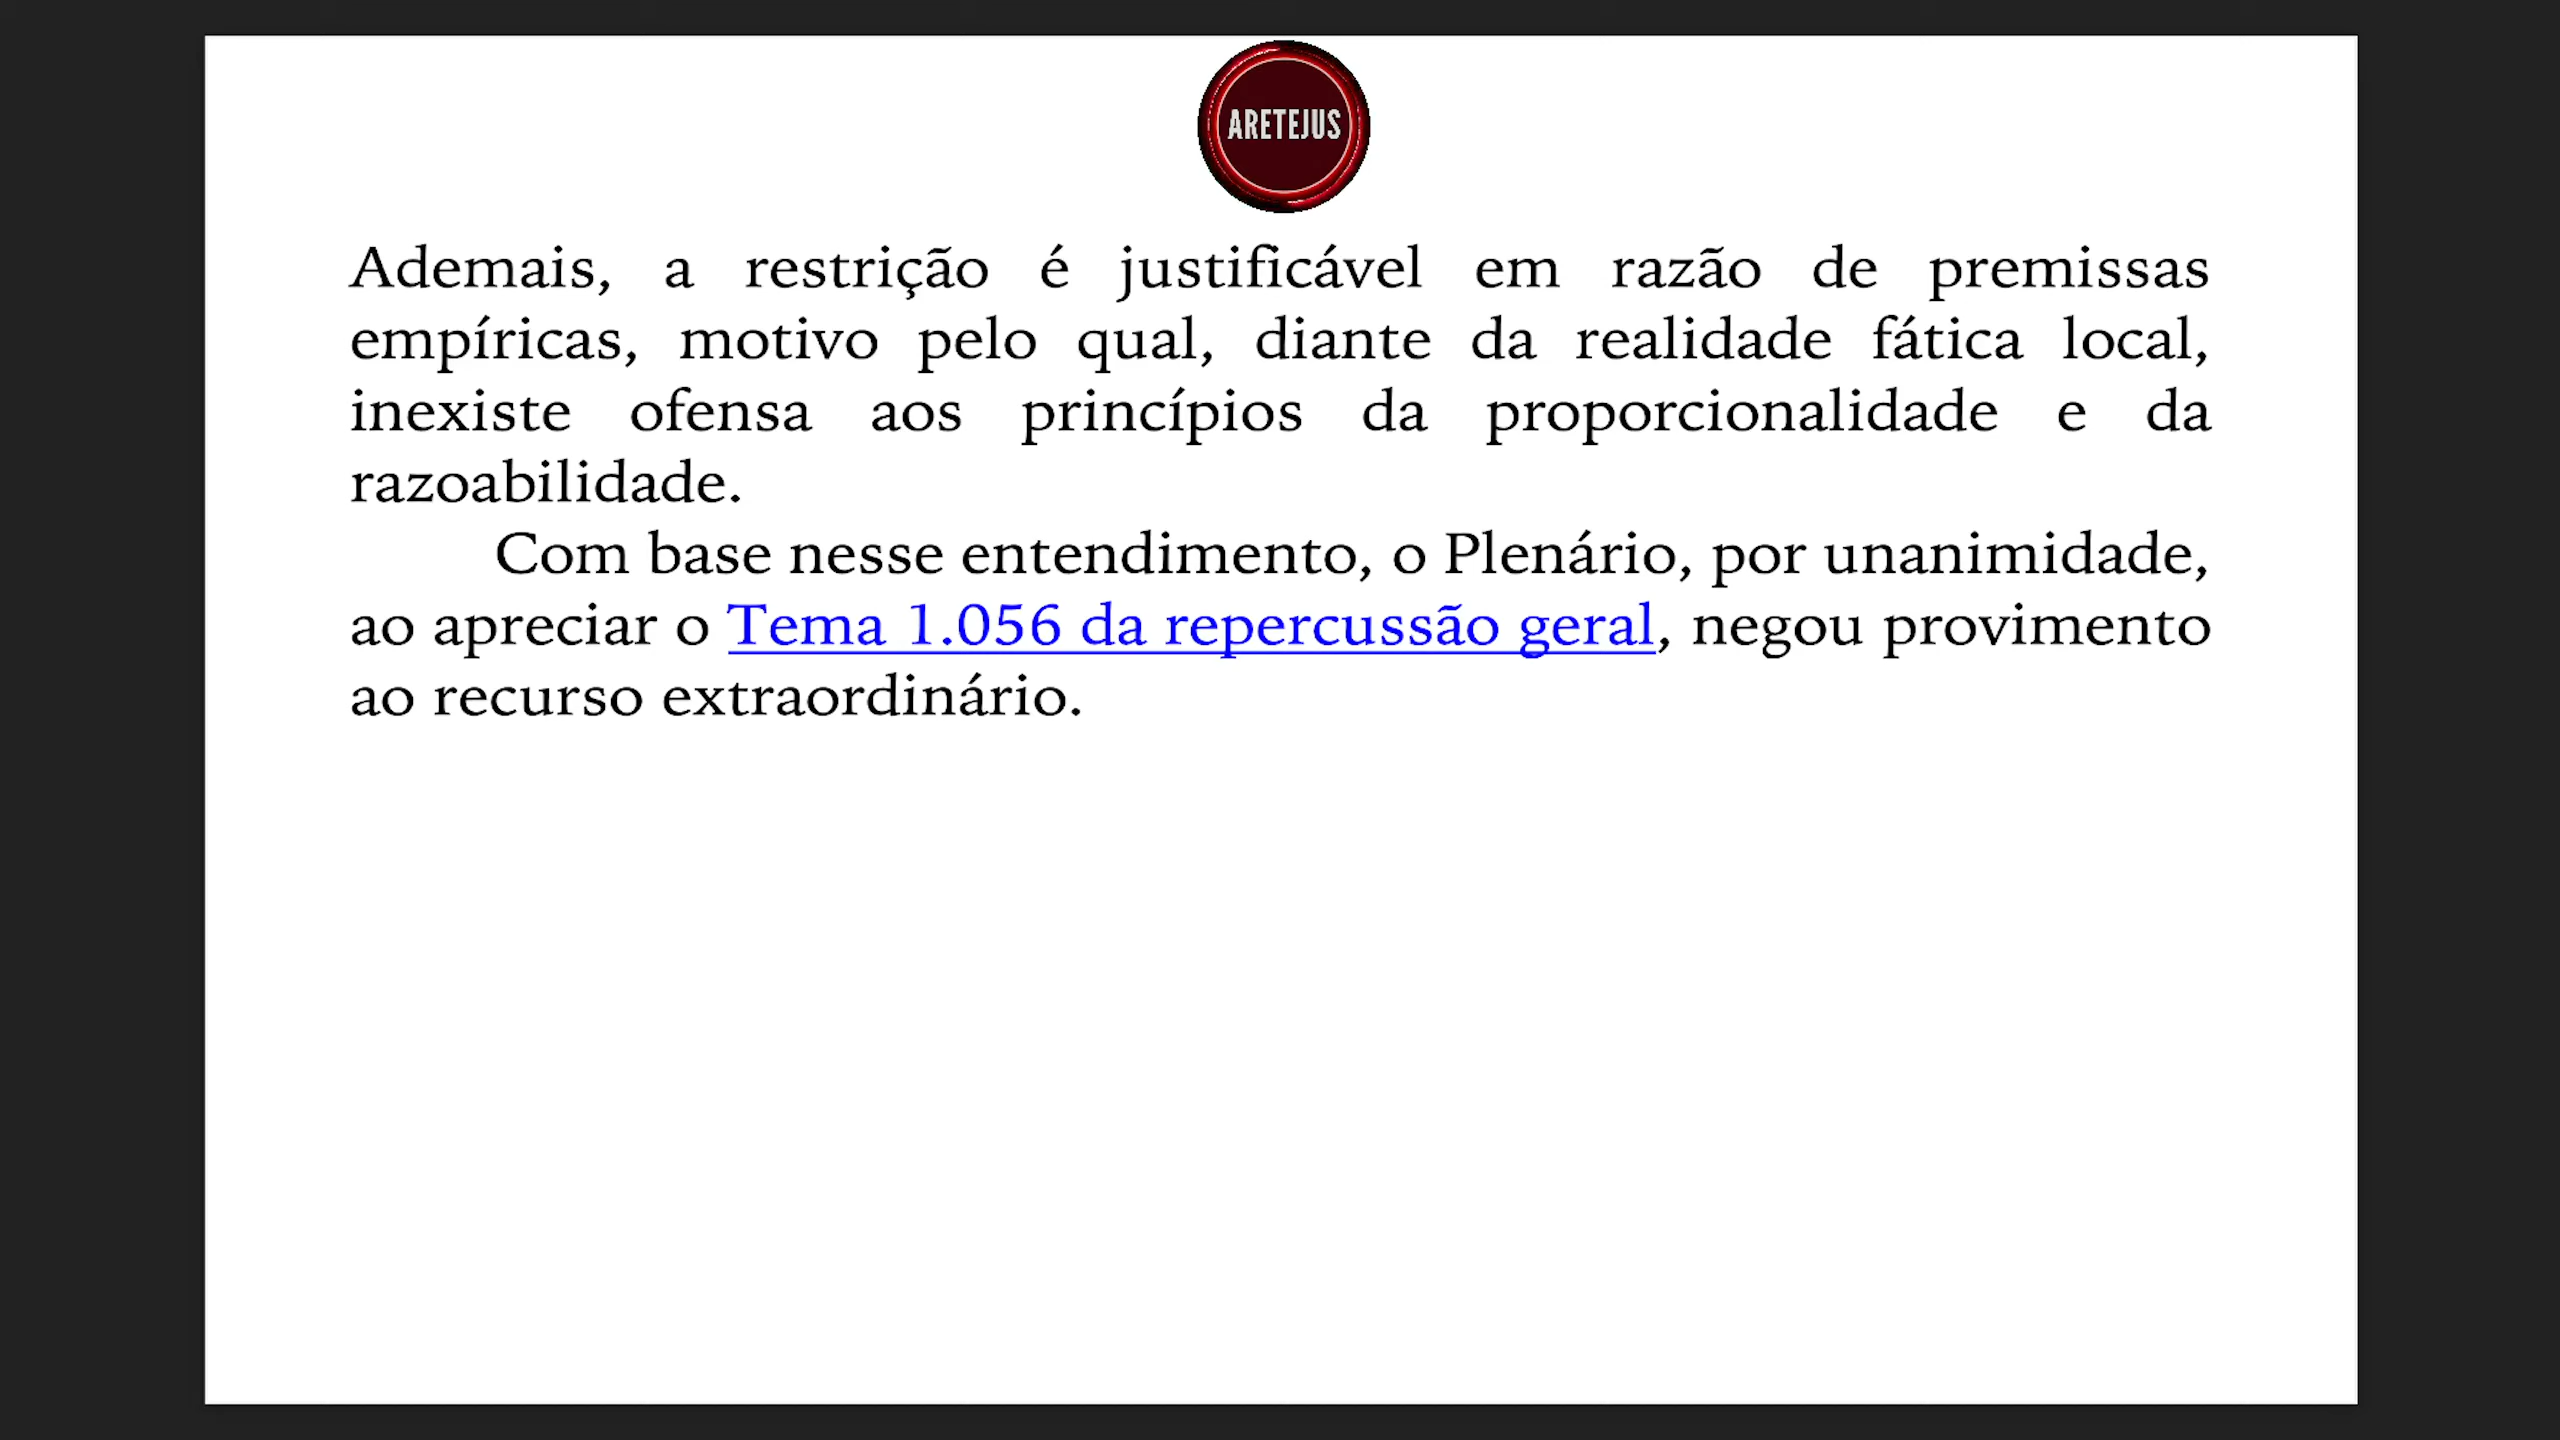 ARETEJUS
Ademais, a restrição é justificável em razão de premissas
empíricas, motivo pelo qual, diante da realidade fática local,
inexiste ofensa aos princípios da proporcionalidade e da
razoabilidade.
Com base nesse entendimento, o Plenário, por unanimidade,
ao apreciar o Tema 1.056 da repercussão geral, negou provimento
ao recurso extraordinário.